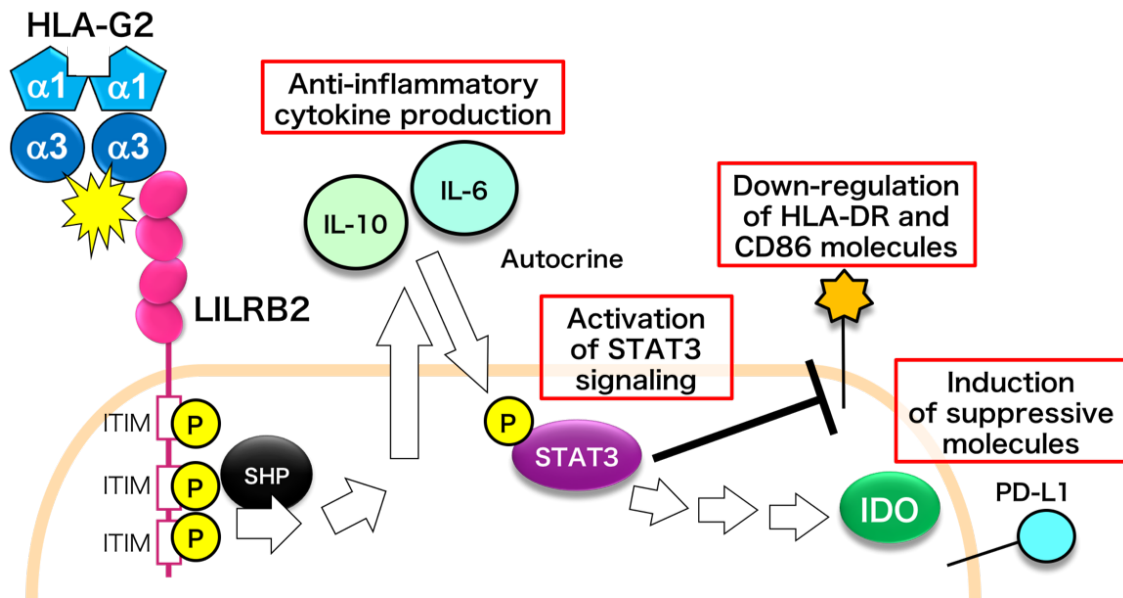 HLA-G2
α1
α1
α3
α3
LILRB2
ITIM
P
ITIM
P
ITIM
P
SHP
Anti-inflammatory
cytokine production
IL-10
IL-6
Autocrine
Activation
of STAT3
signaling
P
STAT3
Down-regulation
of HLA-DR and
CD86 molecules
IDO
Induction
of suppressive
molecules
PD-L1